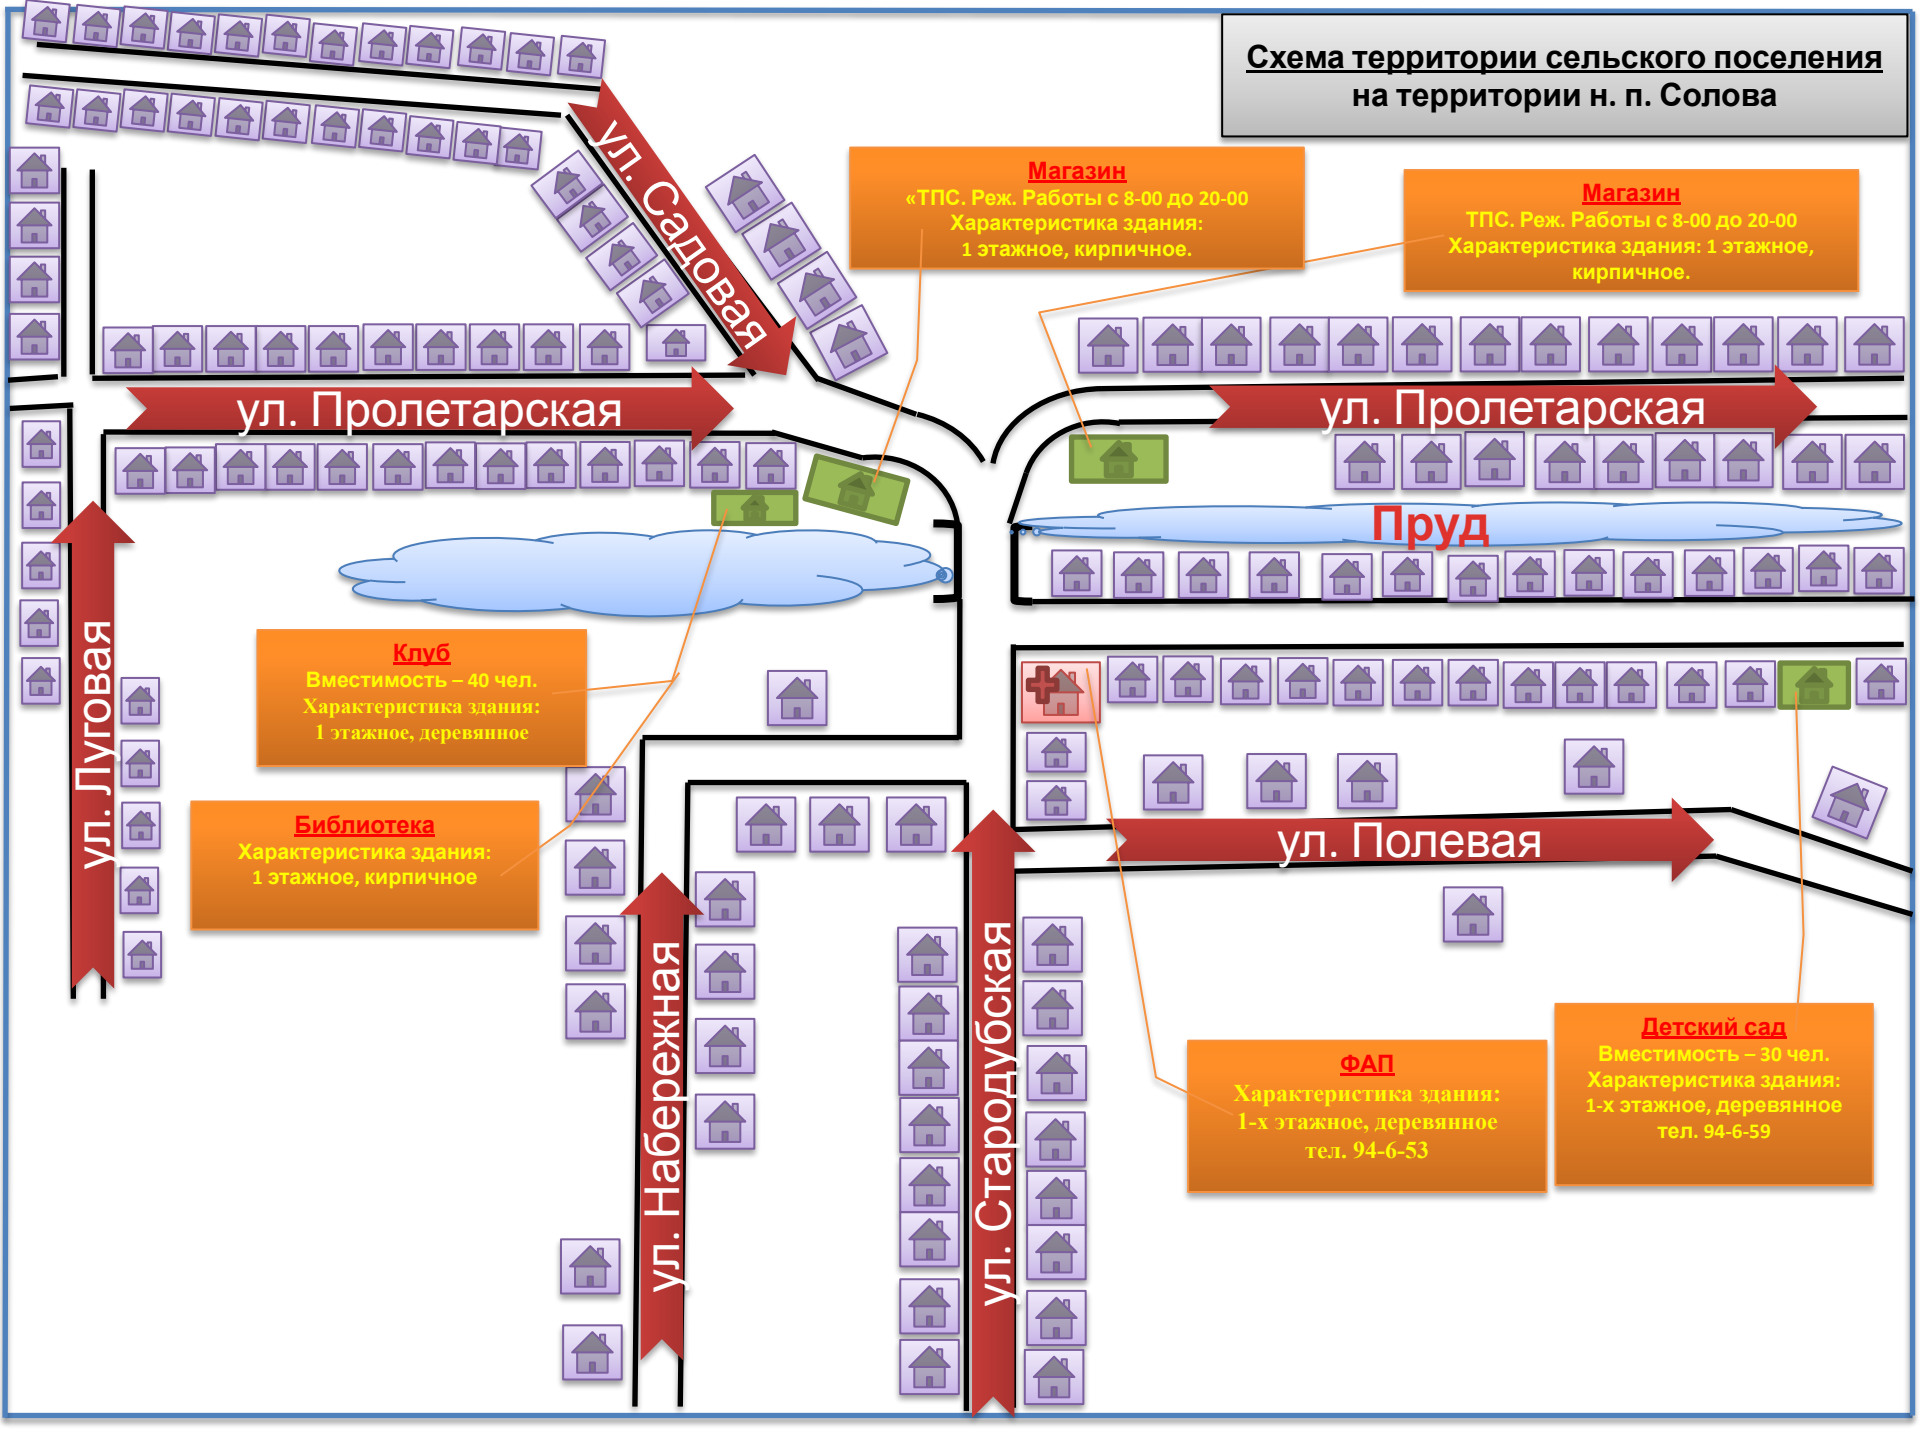 Схема территории сельского поселения
на территории н. п. Солова
ул. Садовая
Магазин
«ТПС. Реж. Работы с 8-00 до 20-00
Характеристика здания:
1 этажное, кирпичное.
Магазин
ТПС. Реж. Работы с 8-00 до 20-00
Характеристика здания: 1 этажное,
кирпичное.
ул. Пролетарская
ул. Пролетарская
Пруд
ул. Луговая
Клуб
Вместимость – 40 чел.
Характеристика здания:
1 этажное, деревянное
Библиотека
Характеристика здания:
1 этажное, кирпичное
ул. Полевая
ул. Набережная
ул. Стародубская
ФАП
Характеристика здания:
1-х этажное, деревянное
тел. 94-6-53
Детский сад
Вместимость – 30 чел.
Характеристика здания:
1-х этажное, деревянное
тел. 94-6-59